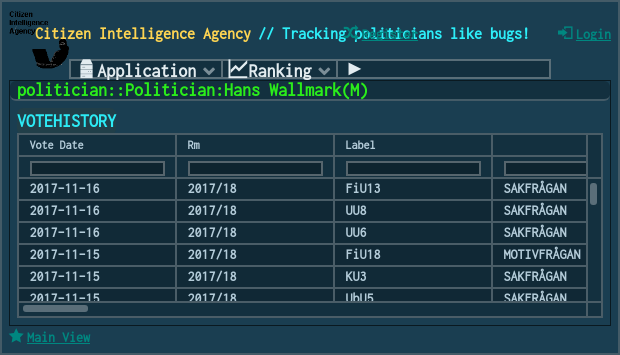 Citizen
Intelligence
Agency
Citizen Intelligence Agency // Tracking politicians like bugs!
Login
Application
Ranking
politician::Politician:Hans Wallmark(M)
VOTEHISTORY
Vote Date Rm Label
2017-11-16 2017/18 FiU13 SAKFRÅGAN
2017-11-16 2017/18 UU8 SAKFRÅGAN
2017-11-16 2017/18 UU6 SAKFRÅGAN
2017-11-15 2017/18 FiU18 MOTIVFRÅGAN
2017-11-15 2017/18 KU3 SAKFRÅGAN
2017-11-15 2017/18 UbU5 SAKFRÅGAN
Main View